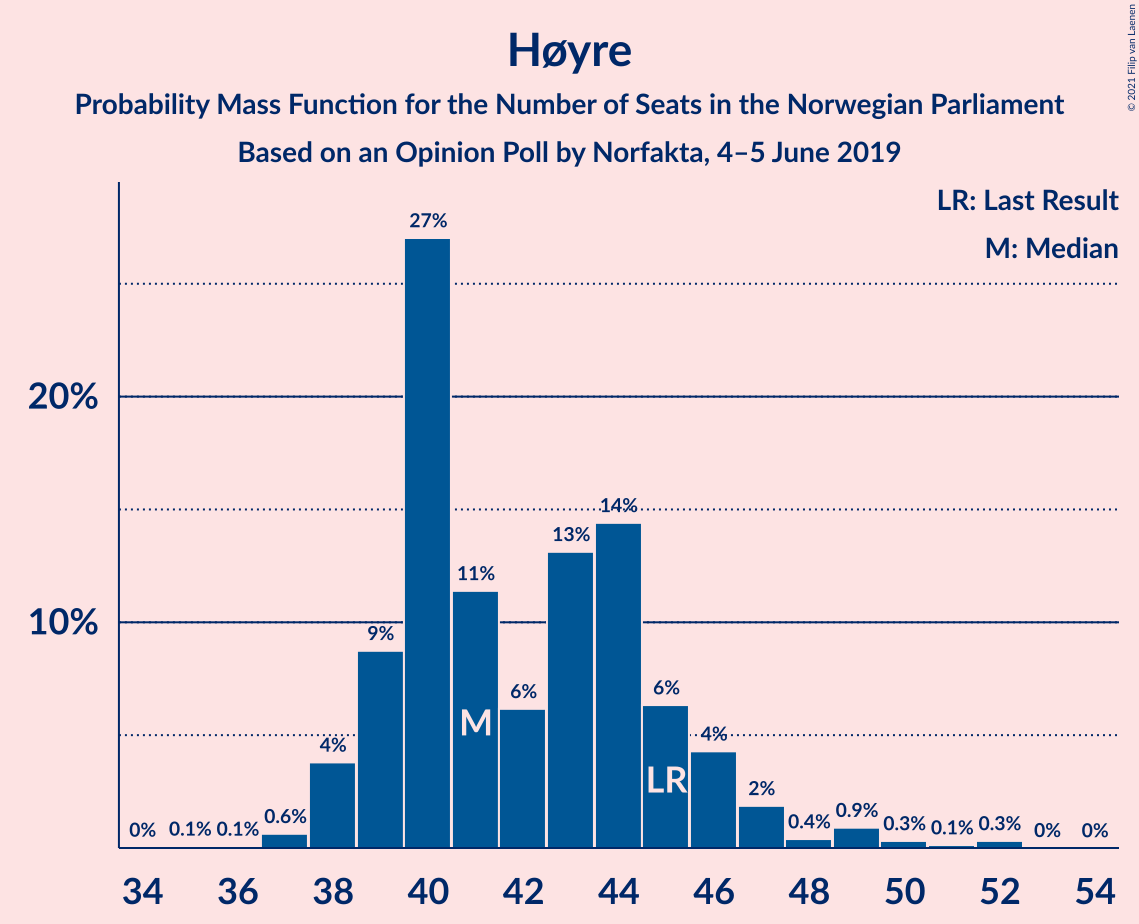 © 2021 Filip van Laenen
Høyre
Probability Mass Function for the Number of Seats in the Norwegian Parliament
Based on an Opinion Poll by Norfakta, 4–5 June 2019
LR: Last Result
M: Median
20%
10%
0%
0.1%
0.1%
0.6%
4%
9%
27%
11%
6%
13%
14%
6%
4%
2%
0.4%
0.9%
0.3%
0.1%
0.3%
0%
0%
M
LR
34 36 38 40 42 44 46 48 50 52 54